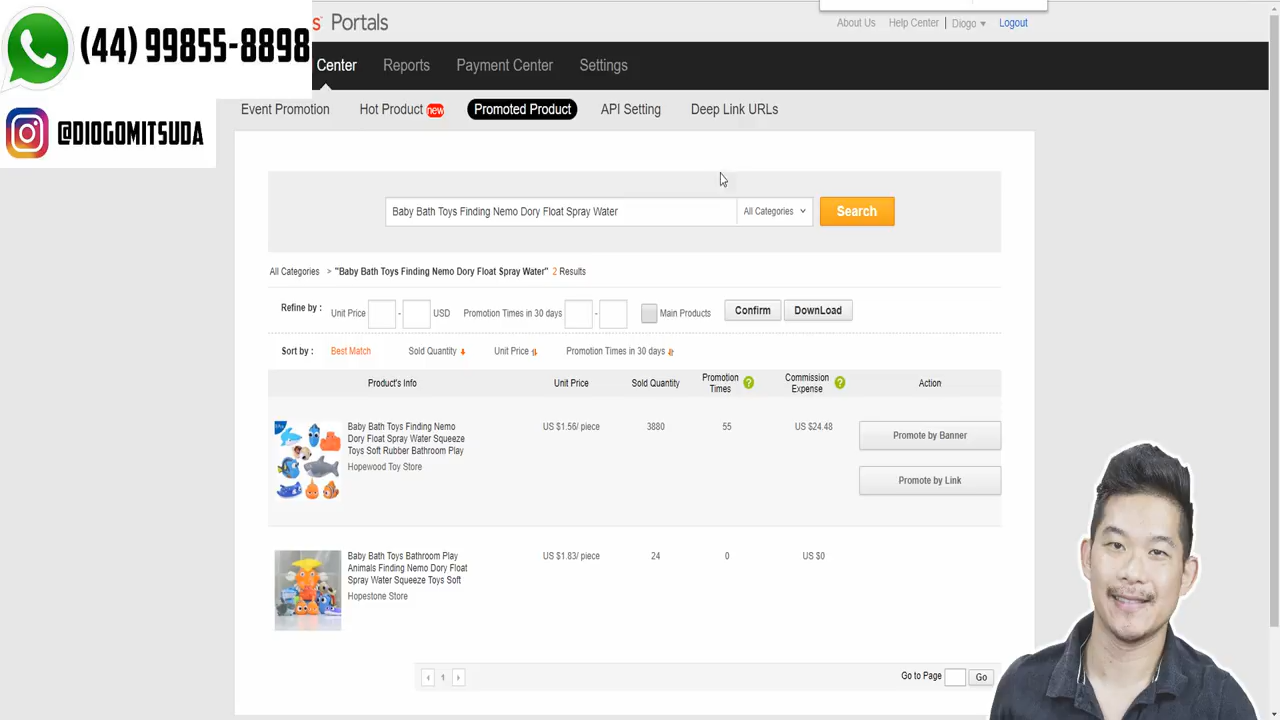 (44) 99855-8898
@DIOGOMITSUDA
s Portals
About Us Help Center | Diogo Logout
Center Reports Payment Center Settings
Event Promotion Hot Product new Promoted Product API Setting Deep Link URLs
Baby Bath Toys Finding Nemo Dory Float Spray Water All Categories Search
All Categories > "Baby Bath Toys Finding Nemo Dory Float Spray Water" 2 Results
Refine by : Unit Price - USD Promotion Times in 30 days - Main Products Confirm DownLoad
Sort by : Best Match Sold Quantity Unit Price Promotion Times in 30 days
Product's Info Unit Price Sold Quantity Promotion Times ? Commission Expense ? Action
Baby Bath Toys Finding Nemo US $1.56/ piece 3880 55 US $24.48 Promote by Banner
Dory Float Spray Water Squeeze
Toys Soft Rubber Bathroom Play
Hopewood Toy Store
Promote by Link
Baby Bath Toys Bathroom Play US $1.83/ piece 24 0 US $0
Animals Finding Nemo Dory Float
Spray Water Squeeze Toys Soft
Hopestone Store
1 Go to Page Go